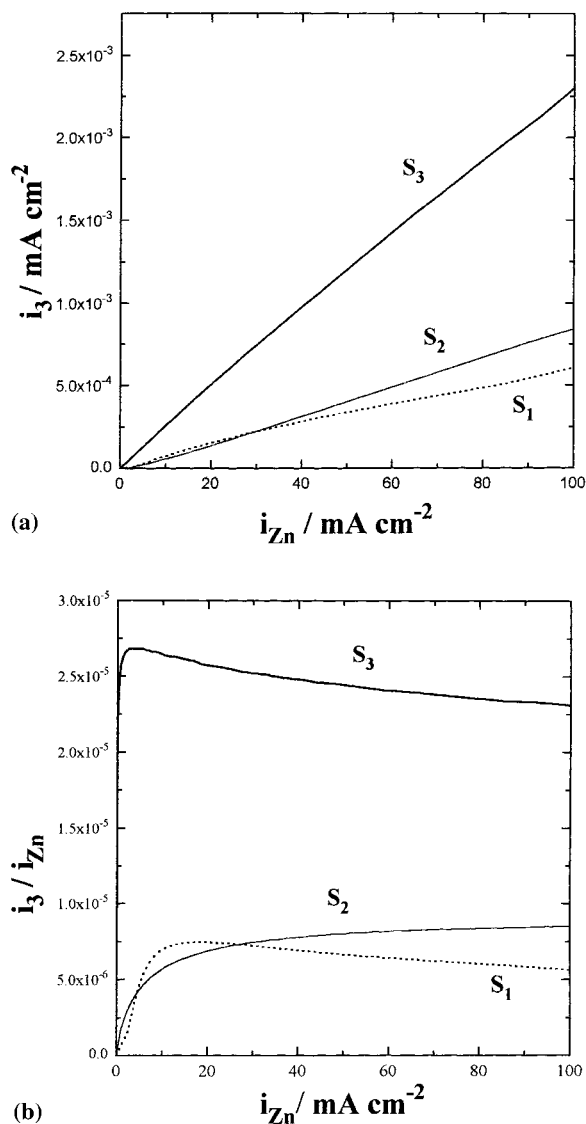 2.5x10⁻³
2.0x10⁻³
1.5x10⁻³
1.0x10⁻³
5.0x10⁻⁴
0.0
i₃ / mA cm⁻²
S₃
S₂
S₁
0 20 40 60 80 100
(a)
i_Zn / mA cm⁻²
3.0x10⁻⁵
2.5x10⁻⁵
2.0x10⁻⁵
1.5x10⁻⁵
1.0x10⁻⁵
5.0x10⁻⁶
0.0
i₃ / i_Zn
S₃
S₂
S₁
0 20 40 60 80 100
(b)
i_Zn/ mA cm⁻²